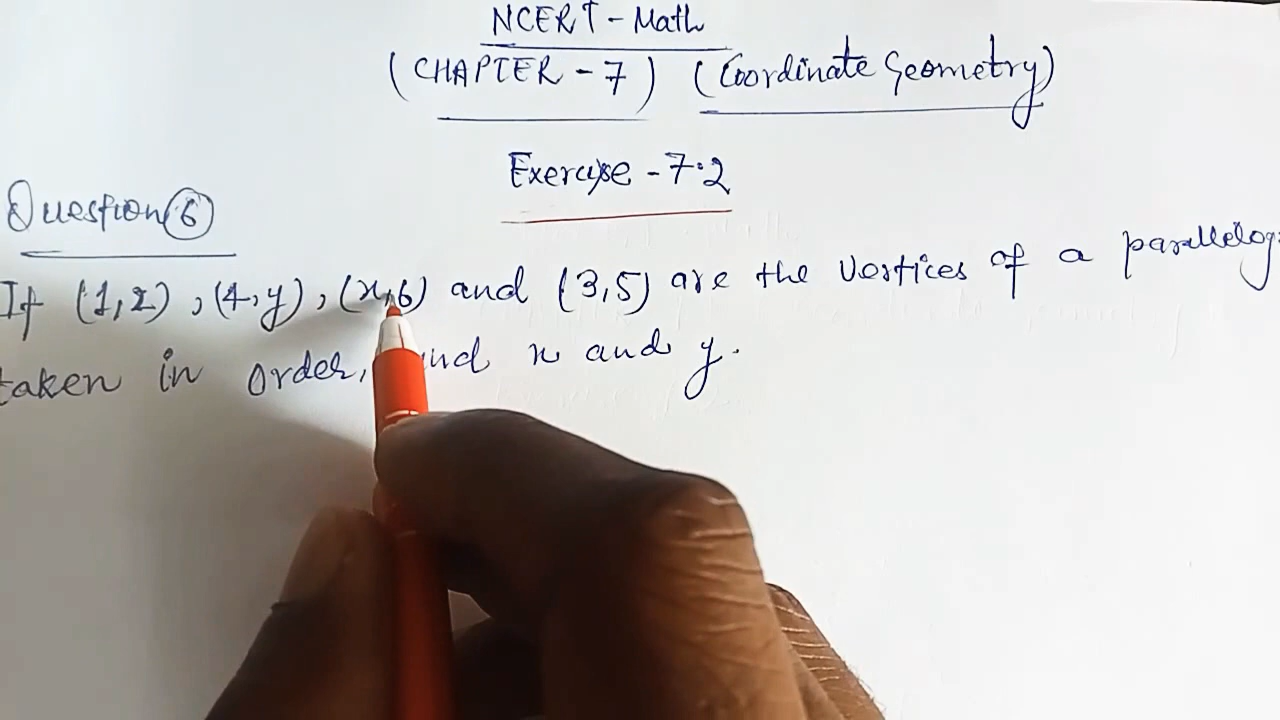 NCERT - Math
(CHAPTER - 7) (Coordinate Geometry)
Exercise - 7.2
Question 6
If (1,2), (4,y), (x,6) and (3,5) are the vertices of a parallelog
taken in order, ind x and y.